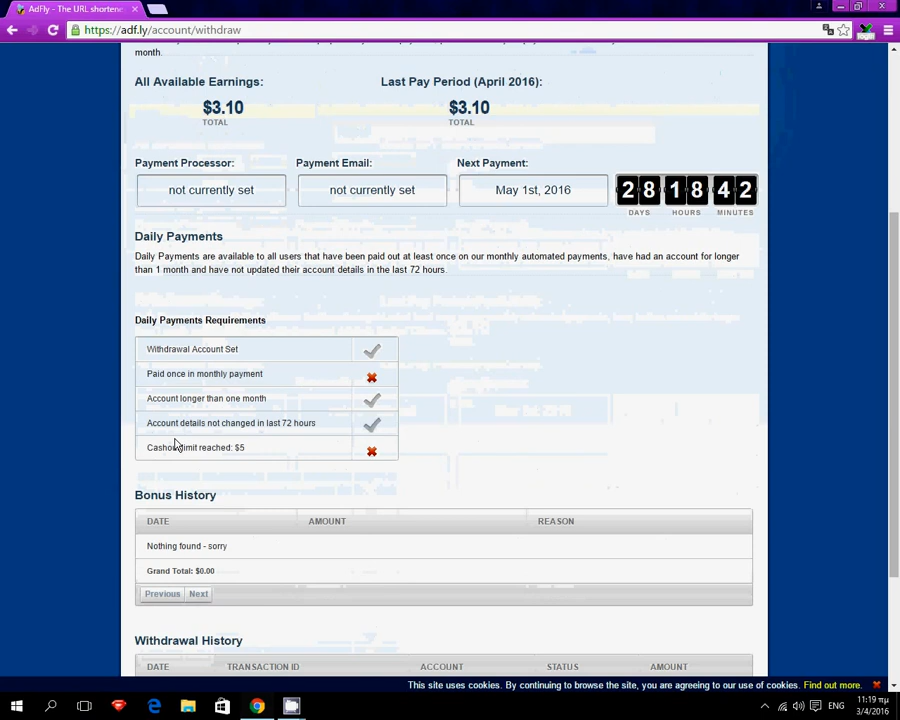 AdFly - The URL shortene
https://adf.ly/account/withdraw
month.
All Available Earnings: Last Pay Period (April 2016):
$3.10 $3.10
TOTAL TOTAL
Payment Processor: Payment Email: Next Payment:
not currently set not currently set May 1st, 2016 28 18 42
DAYS HOURS MINUTES
Daily Payments
Daily Payments are available to all users that have been paid out at least once on our monthly automated payments, have had an account for longer
than 1 month and have not updated their account details in the last 72 hours.
Daily Payments Requirements
Withdrawal Account Set
Paid once in monthly payment
Account longer than one month
Account details not changed in last 72 hours
Cashout limit reached: $5
Bonus History
DATE AMOUNT REASON
Nothing found - sorry
Grand Total: $0.00
Previous Next
Withdrawal History
DATE TRANSACTION ID ACCOUNT STATUS AMOUNT
This site uses cookies. By continuing to browse the site, you are agreeing to our use of cookies. Find out more.
ENG 11:19 πμ
3/4/2016